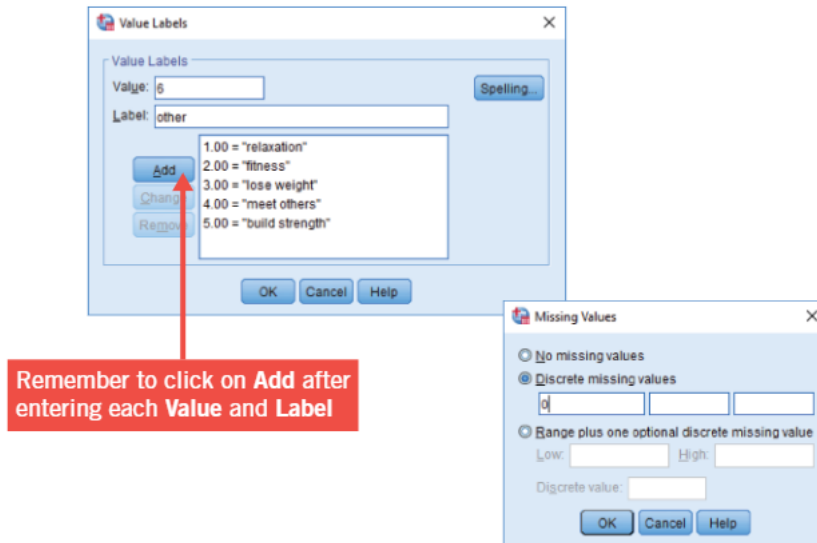 Value Labels
Value Labels
Value: 6
Spelling...
Label: other
1.00 = "relaxation"
2.00 = "fitness"
3.00 = "lose weight"
4.00 = "meet others"
5.00 = "build strength"
Add
Change
Remove
OK Cancel Help
Remember to click on Add after
entering each Value and Label
Missing Values
No missing values
Discrete missing values
0
Range plus one optional discrete missing value
Low: High:
Discrete value:
OK Cancel Help